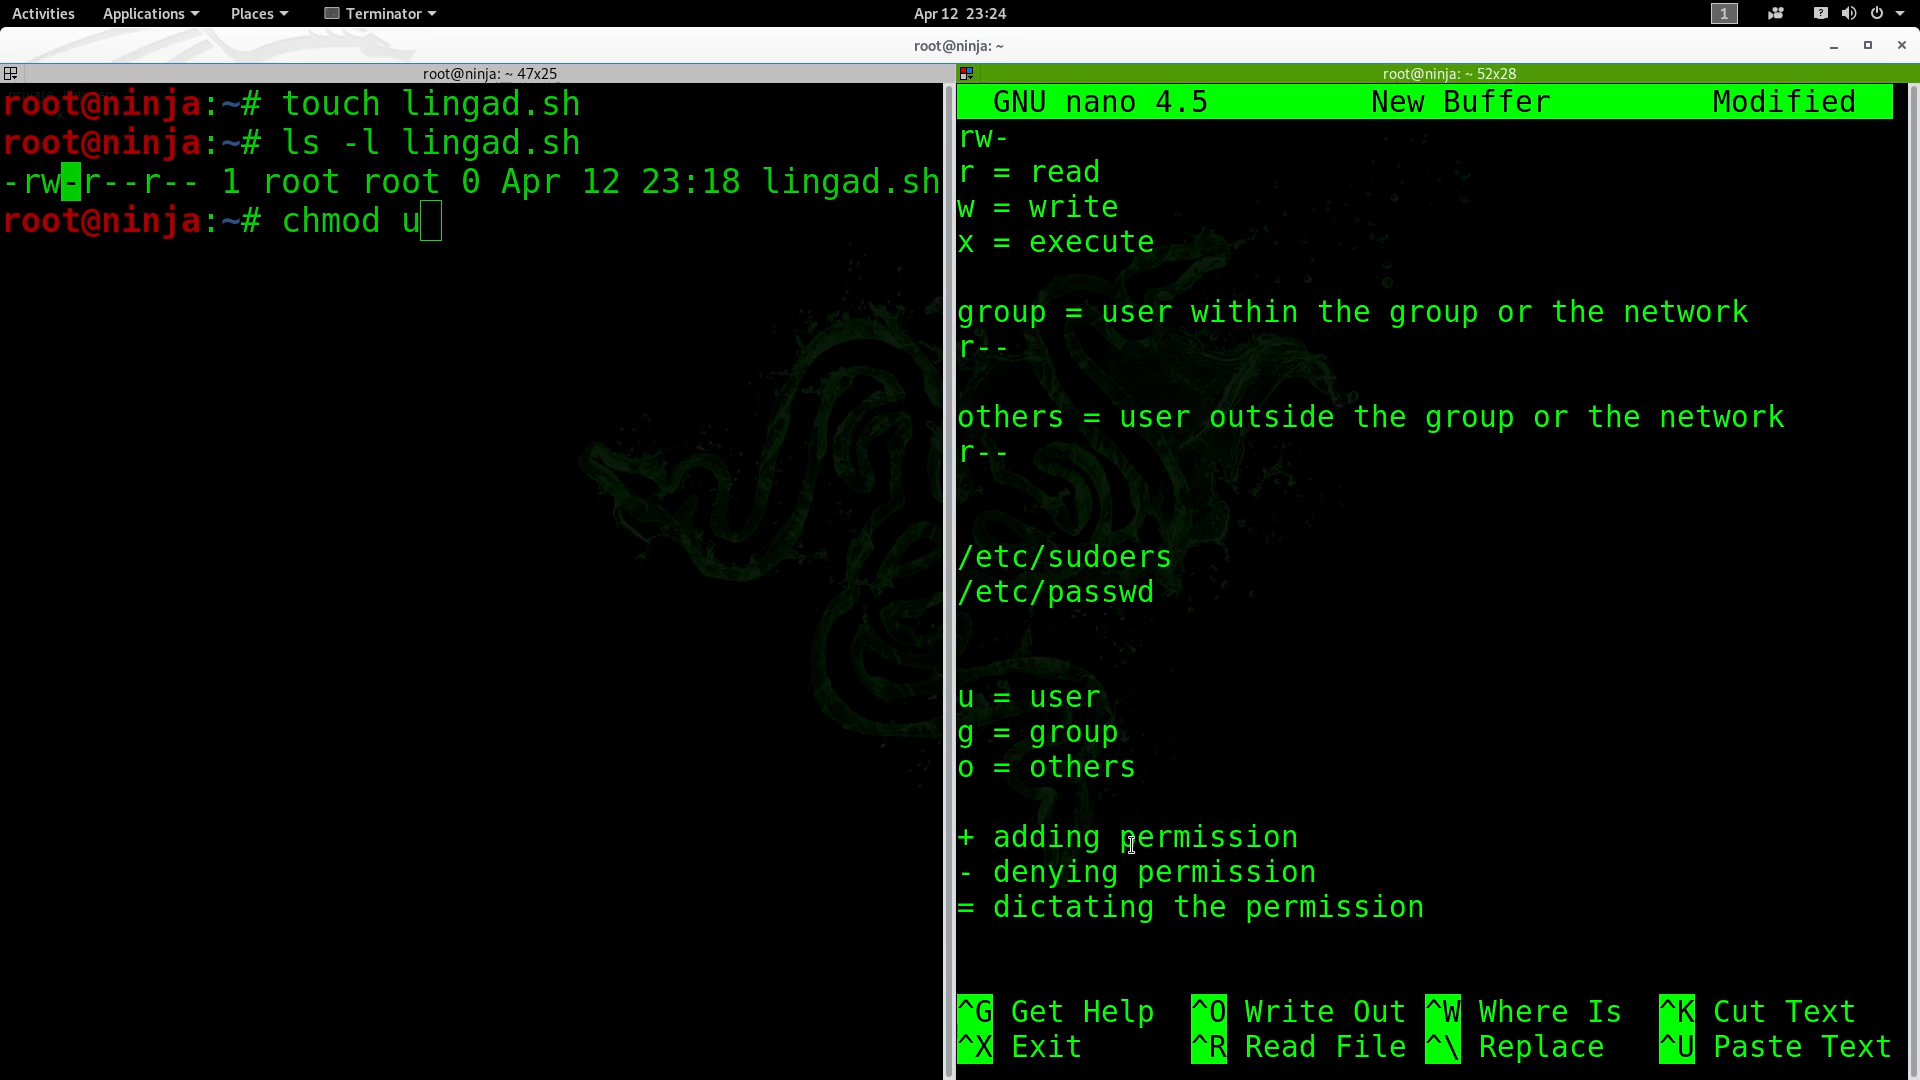 Activities Applications Places Terminator Apr 12 23:24 1
root@ninja: ~
root@ninja: ~ 47x25
root@ninja:~# touch lingad.sh
root@ninja:~# ls -l lingad.sh
-rw-r--r-- 1 root root 0 Apr 12 23:18 lingad.sh
root@ninja:~# chmod u
root@ninja: ~ 52x28
GNU nano 4.5 New Buffer Modified
rw-
r = read
w = write
x = execute
group = user within the group or the network
r--
others = user outside the group or the network
r--
/etc/sudoers
/etc/passwd
u = user
g = group
o = others
+ adding permission
- denying permission
= dictating the permission
^G Get Help ^O Write Out ^W Where Is ^K Cut Text
^X Exit ^R Read File ^\ Replace ^U Paste Text